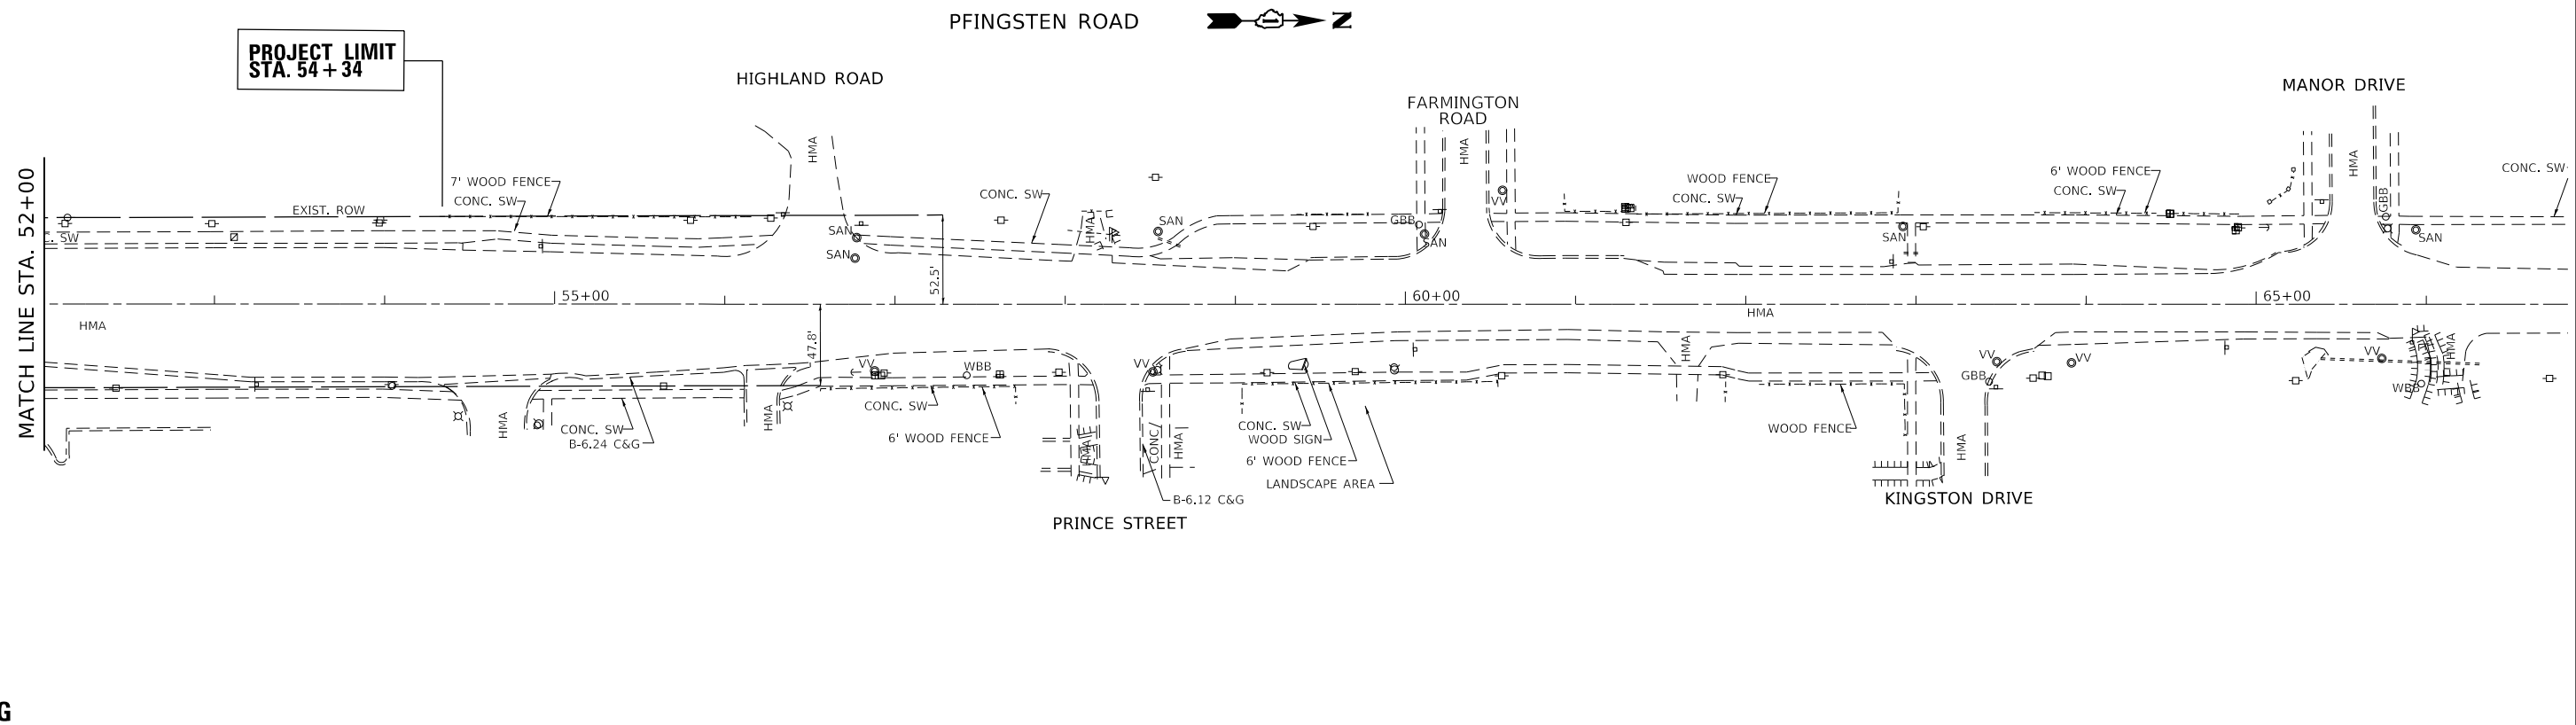 PFINGSTEN ROAD
N
PROJECT LIMIT
STA. 54+34
HIGHLAND ROAD
MANOR DRIVE
FARMINGTON
ROAD
HMA
HMA
HMA
7' WOOD FENCE
CONC. SW
EXIST. ROW
CONC. SW
WOOD FENCE
CONC. SW
6' WOOD FENCE
CONC. SW
CONC. SW
. SW
SAN
SAN
HMA
SAN
GBB
SAN
VV
SAN
GBB
SAN
MATCH LINE STA. 52+00
52.5'
55+00
60+00
65+00
HMA
HMA
47.8'
VV
WBB
VV
HMA
VV
GBB
VV
VV
HMA
WBB
CONC. SW
6' WOOD FENCE
HMA
HMA
CONC. SW
B-6.24 C&G
HMA
CONC
HMA
CONC. SW
WOOD SIGN
6' WOOD FENCE
LANDSCAPE AREA
B-6.12 C&G
WOOD FENCE
HMA
KINGSTON DRIVE
PRINCE STREET
G